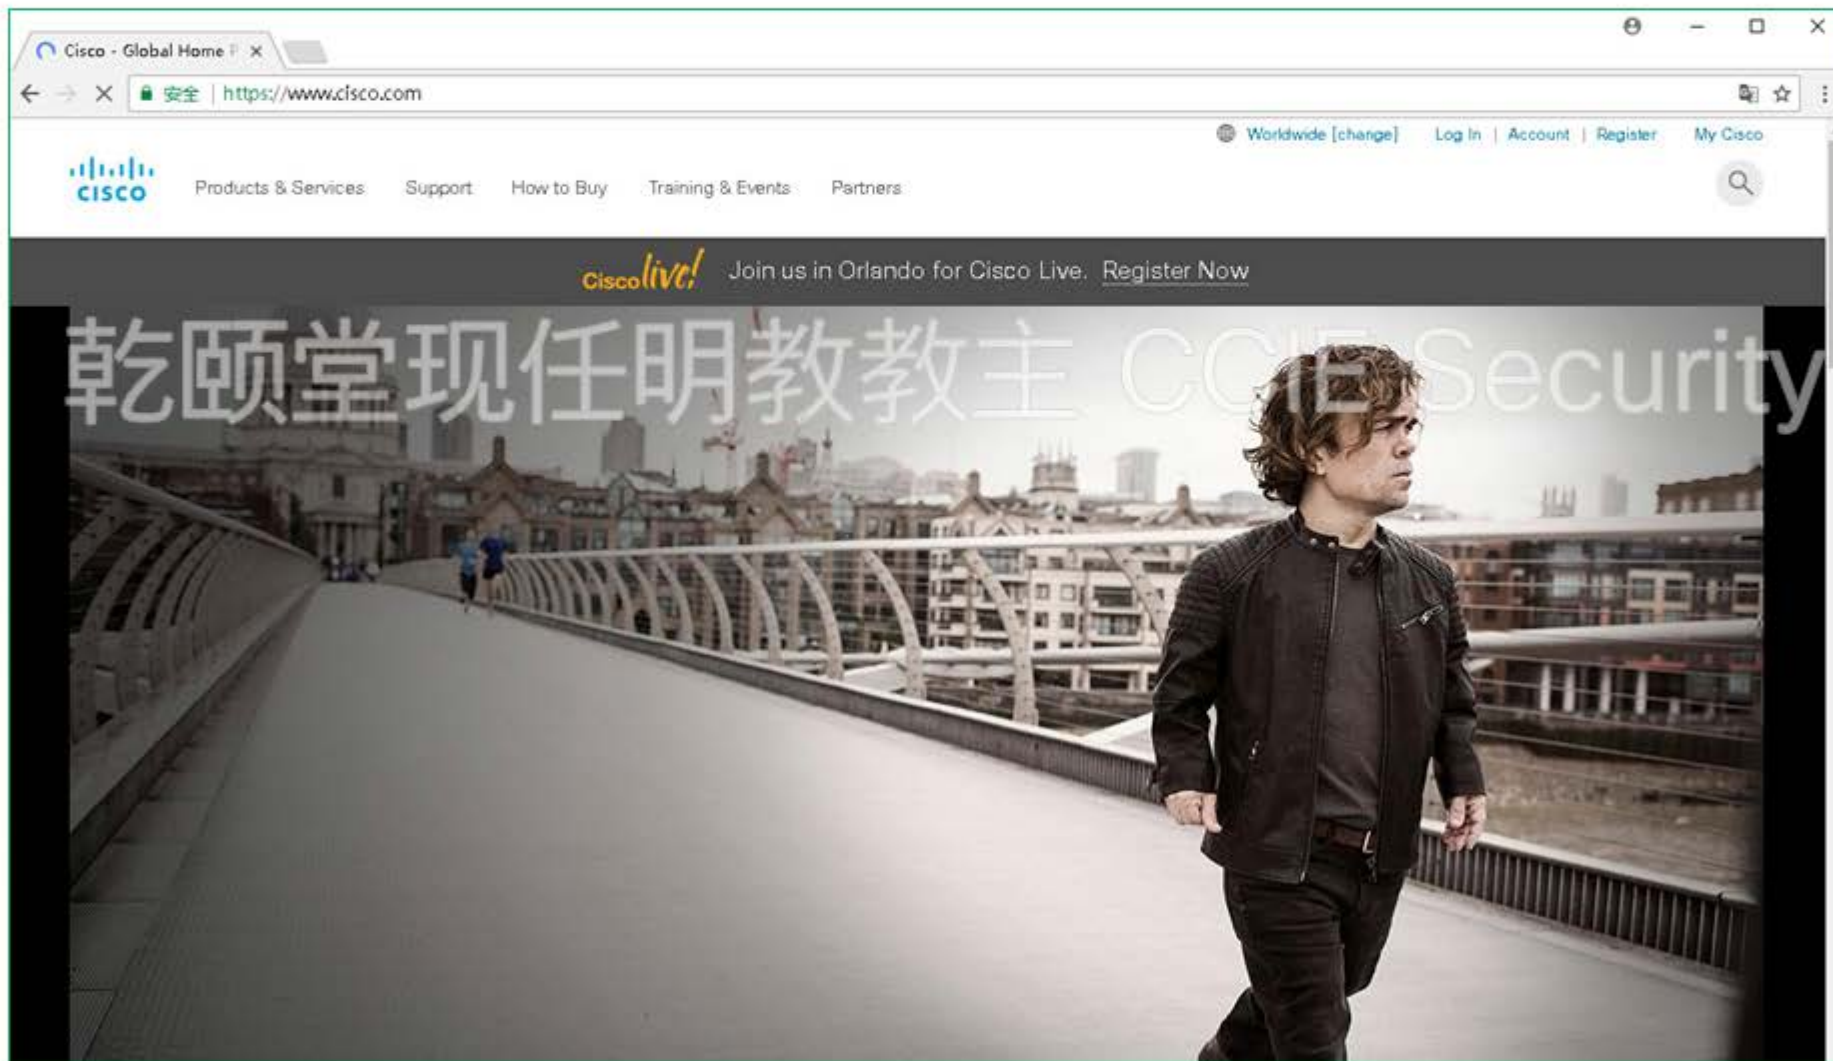 Cisco - Global Home P
安全 | https://www.cisco.com
Worldwide [change] Log In | Account | Register My Cisco
CISCO Products & Services Support How to Buy Training & Events Partners
Cisco live! Join us in Orlando for Cisco Live. Register Now
乾颐堂现任明教教主 CCIE Security